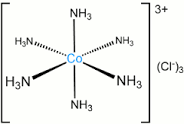 NH₃ 3+
H₃N NH₃
Co (Cl⁻)₃
H₃N NH₃
NH₃